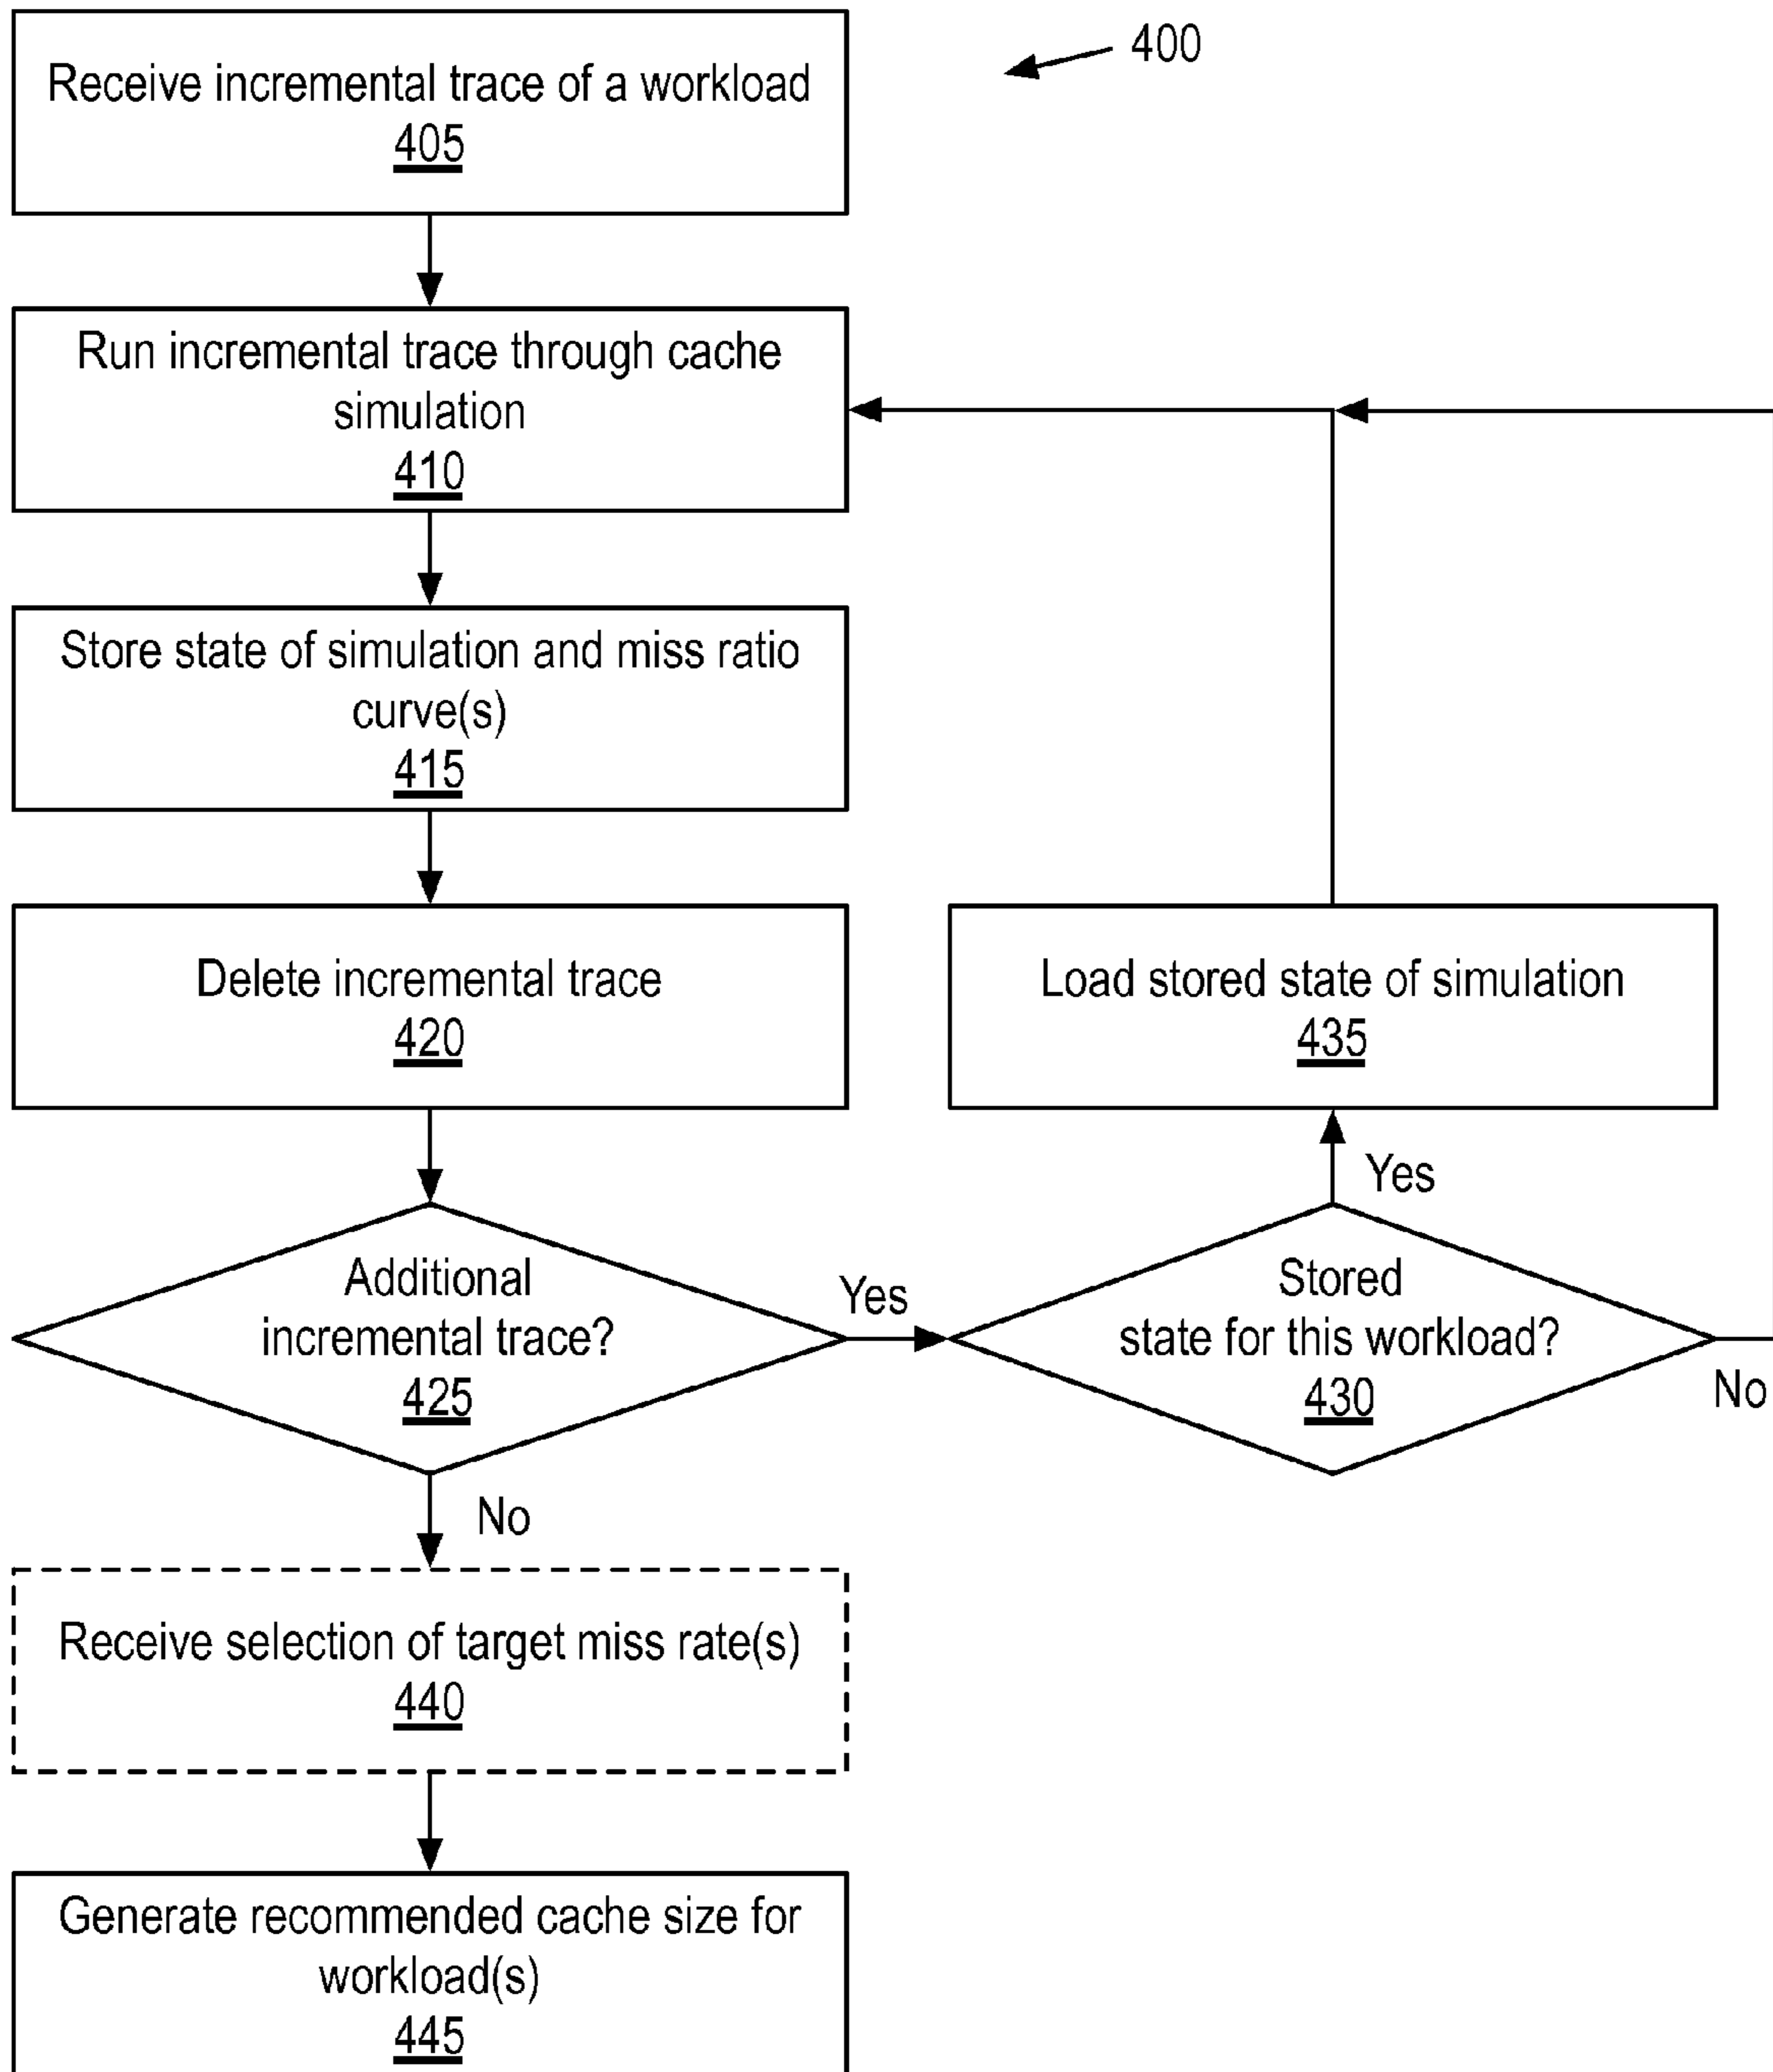 400
Receive incremental trace of a workload
405
Run incremental trace through cache
simulation
410
Store state of simulation and miss ratio
curve(s)
415
Delete incremental trace
420
Load stored state of simulation
435
Yes
Additional
incremental trace?
425
Yes
Stored
state for this workload?
430
No
No
Receive selection of target miss rate(s)
440
Generate recommended cache size for
workload(s)
445